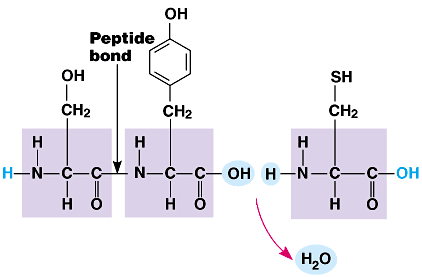 OH
Peptide
bond
OH
SH
CH2
CH2
CH2
H
H
H
H–N–C–C–N–C–C–OH H–N–C–C–OH
H O H O H O
H2O